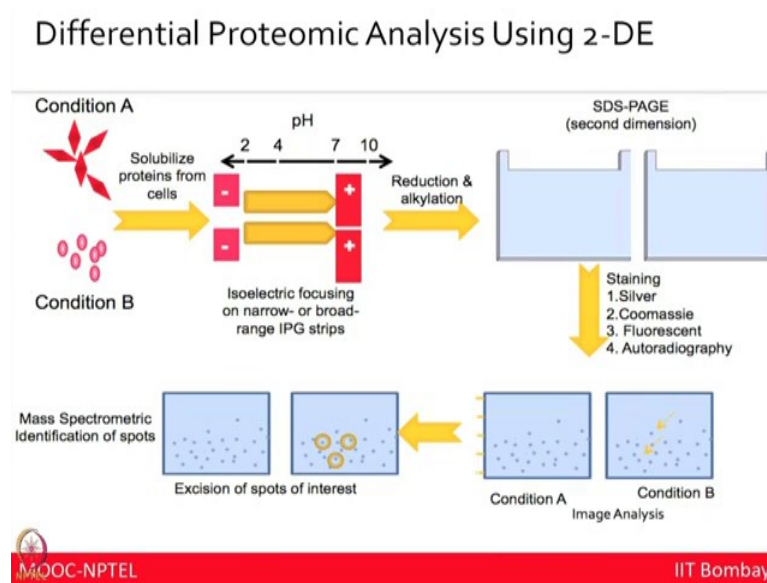 Differential Proteomic Analysis Using 2-DE
Condition A
Solubilize
proteins from
cells
Condition B
pH
2 4 7 10
- +
- +
Isoelectric focusing
on narrow- or broad-
range IPG strips
Reduction &
alkylation
SDS-PAGE
(second dimension)
Staining
1.Silver
2.Coomassie
3. Fluorescent
4. Autoradiography
Mass Spectrometric
Identification of spots
Excision of spots of interest
Condition A
Condition B
Image Analysis
NPTEL
MOOC-NPTEL
IIT Bombay